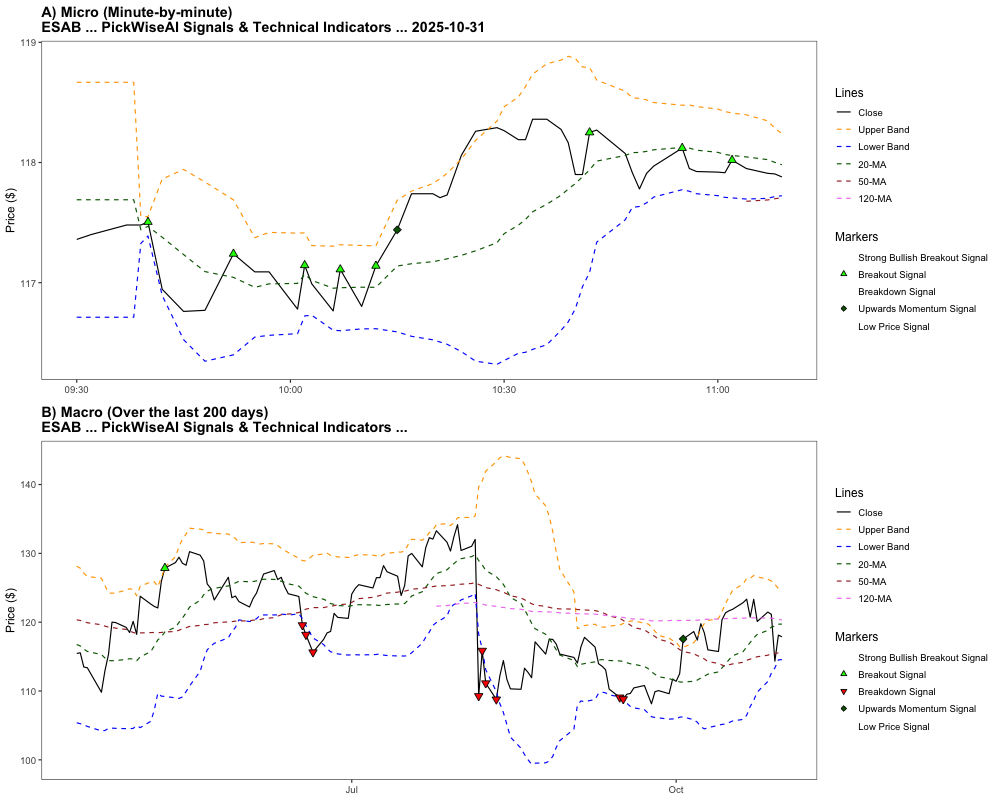 A) Micro (Minute-by-minute)
ESAB ... PickWiseAI Signals & Technical Indicators ... 2025-10-31
Price ($)
119
118
117
09:30
10:00
10:30
11:00
Lines
Close
Upper Band
Lower Band
20-MA
50-MA
120-MA
Markers
Strong Bullish Breakout Signal
Breakout Signal
Breakdown Signal
Upwards Momentum Signal
Low Price Signal
B) Macro (Over the last 200 days)
ESAB ... PickWiseAI Signals & Technical Indicators ...
Price ($)
140
130
120
110
100
Jul
Oct
Lines
Close
Upper Band
Lower Band
20-MA
50-MA
120-MA
Markers
Strong Bullish Breakout Signal
Breakout Signal
Breakdown Signal
Upwards Momentum Signal
Low Price Signal